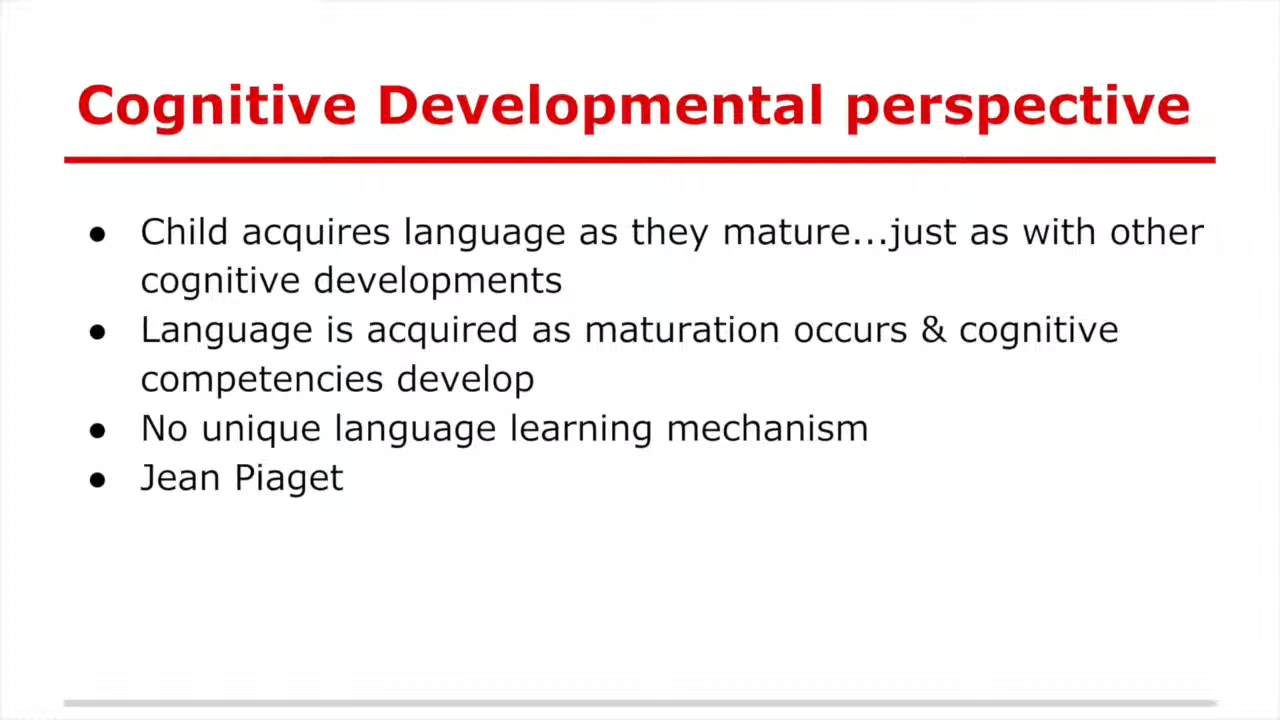 Cognitive Developmental perspective
● Child acquires language as they mature...just as with other
cognitive developments
● Language is acquired as maturation occurs & cognitive
competencies develop
● No unique language learning mechanism
● Jean Piaget